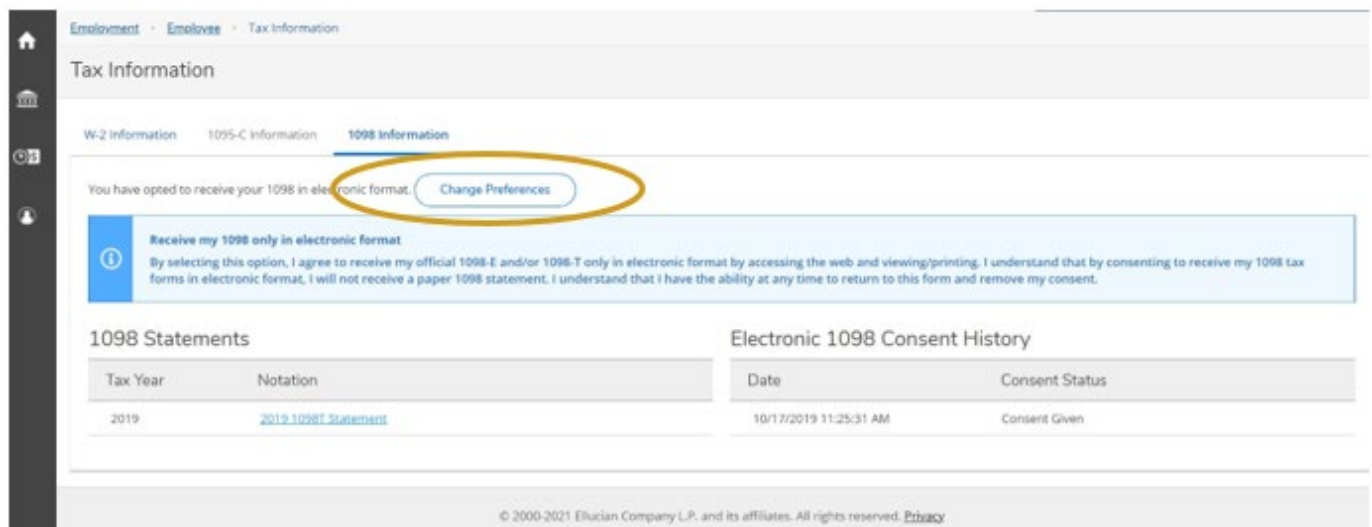 Employment · Employee · Tax Information
Tax Information
W-2 Information 1095-C Information 1098 Information
You have opted to receive your 1098 in electronic format. Change Preferences
Receive my 1098 only in electronic format
By selecting this option, I agree to receive my official 1098-E and/or 1098-T only in electronic format by accessing the web and viewing/printing. I understand that by consenting to receive my 1098 tax
forms in electronic format, I will not receive a paper 1098 statement. I understand that I have the ability at any time to return to this form and remove my consent.
1098 Statements
Electronic 1098 Consent History
Tax Year Notation
Date Consent Status
2019 2019 1098T Statement
10/17/2019 11:25:31 AM Consent Given
© 2000-2021 Ellucian Company L.P. and its affiliates. All rights reserved. Privacy